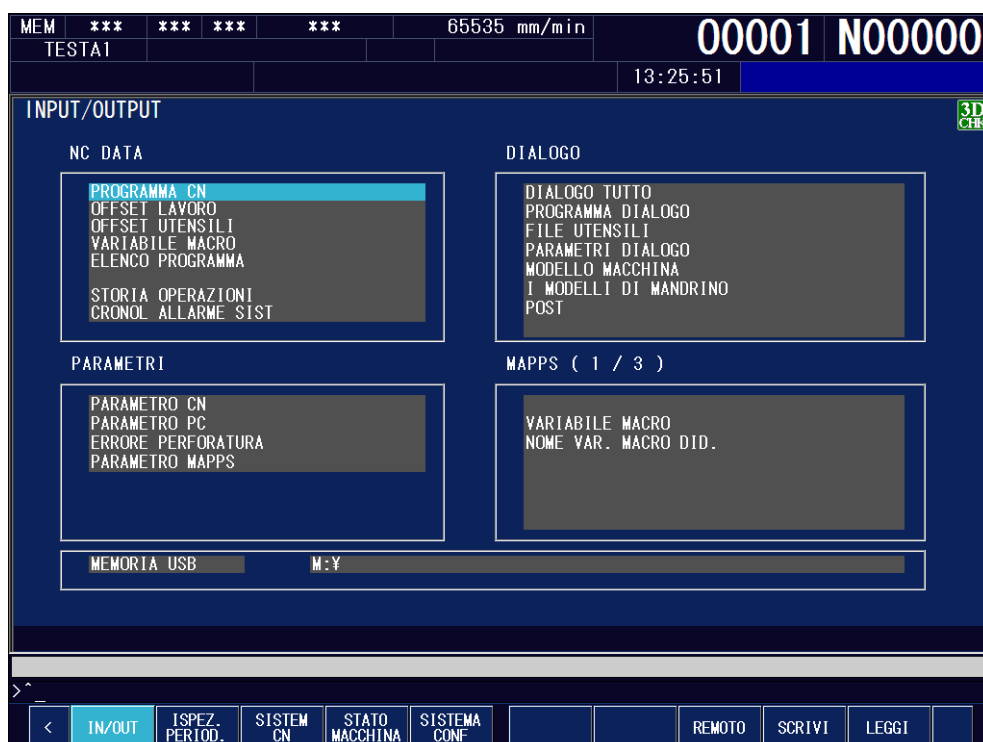 MEM *** *** *** *** 65535 mm/min O0001 N00000
TESTA1
13:25:51
INPUT/OUTPUT
3D CHK
NC DATA
PROGRAMMA CN
OFFSET LAVORO
OFFSET UTENSILI
VARIABILE MACRO
ELENCO PROGRAMMA
STORIA OPERAZIONI
CRONOL ALLARME SIST
DIALOGO
DIALOGO TUTTO
PROGRAMMA DIALOGO
FILE UTENSILI
PARAMETRI DIALOGO
MODELLO MACCHINA
I MODELLI DI MANDRINO
POST
PARAMETRI
PARAMETRO CN
PARAMETRO PC
ERRORE PERFORATURA
PARAMETRO MAPPS
MAPPS ( 1 / 3 )
VARIABILE MACRO
NOME VAR. MACRO DID.
MEMORIA USB M:¥
>^_
< IN/OUT ISPEZ. PERIOD. SISTEM CN STATO MACCHINA SISTEMA CONF REMOTO SCRIVI LEGGI